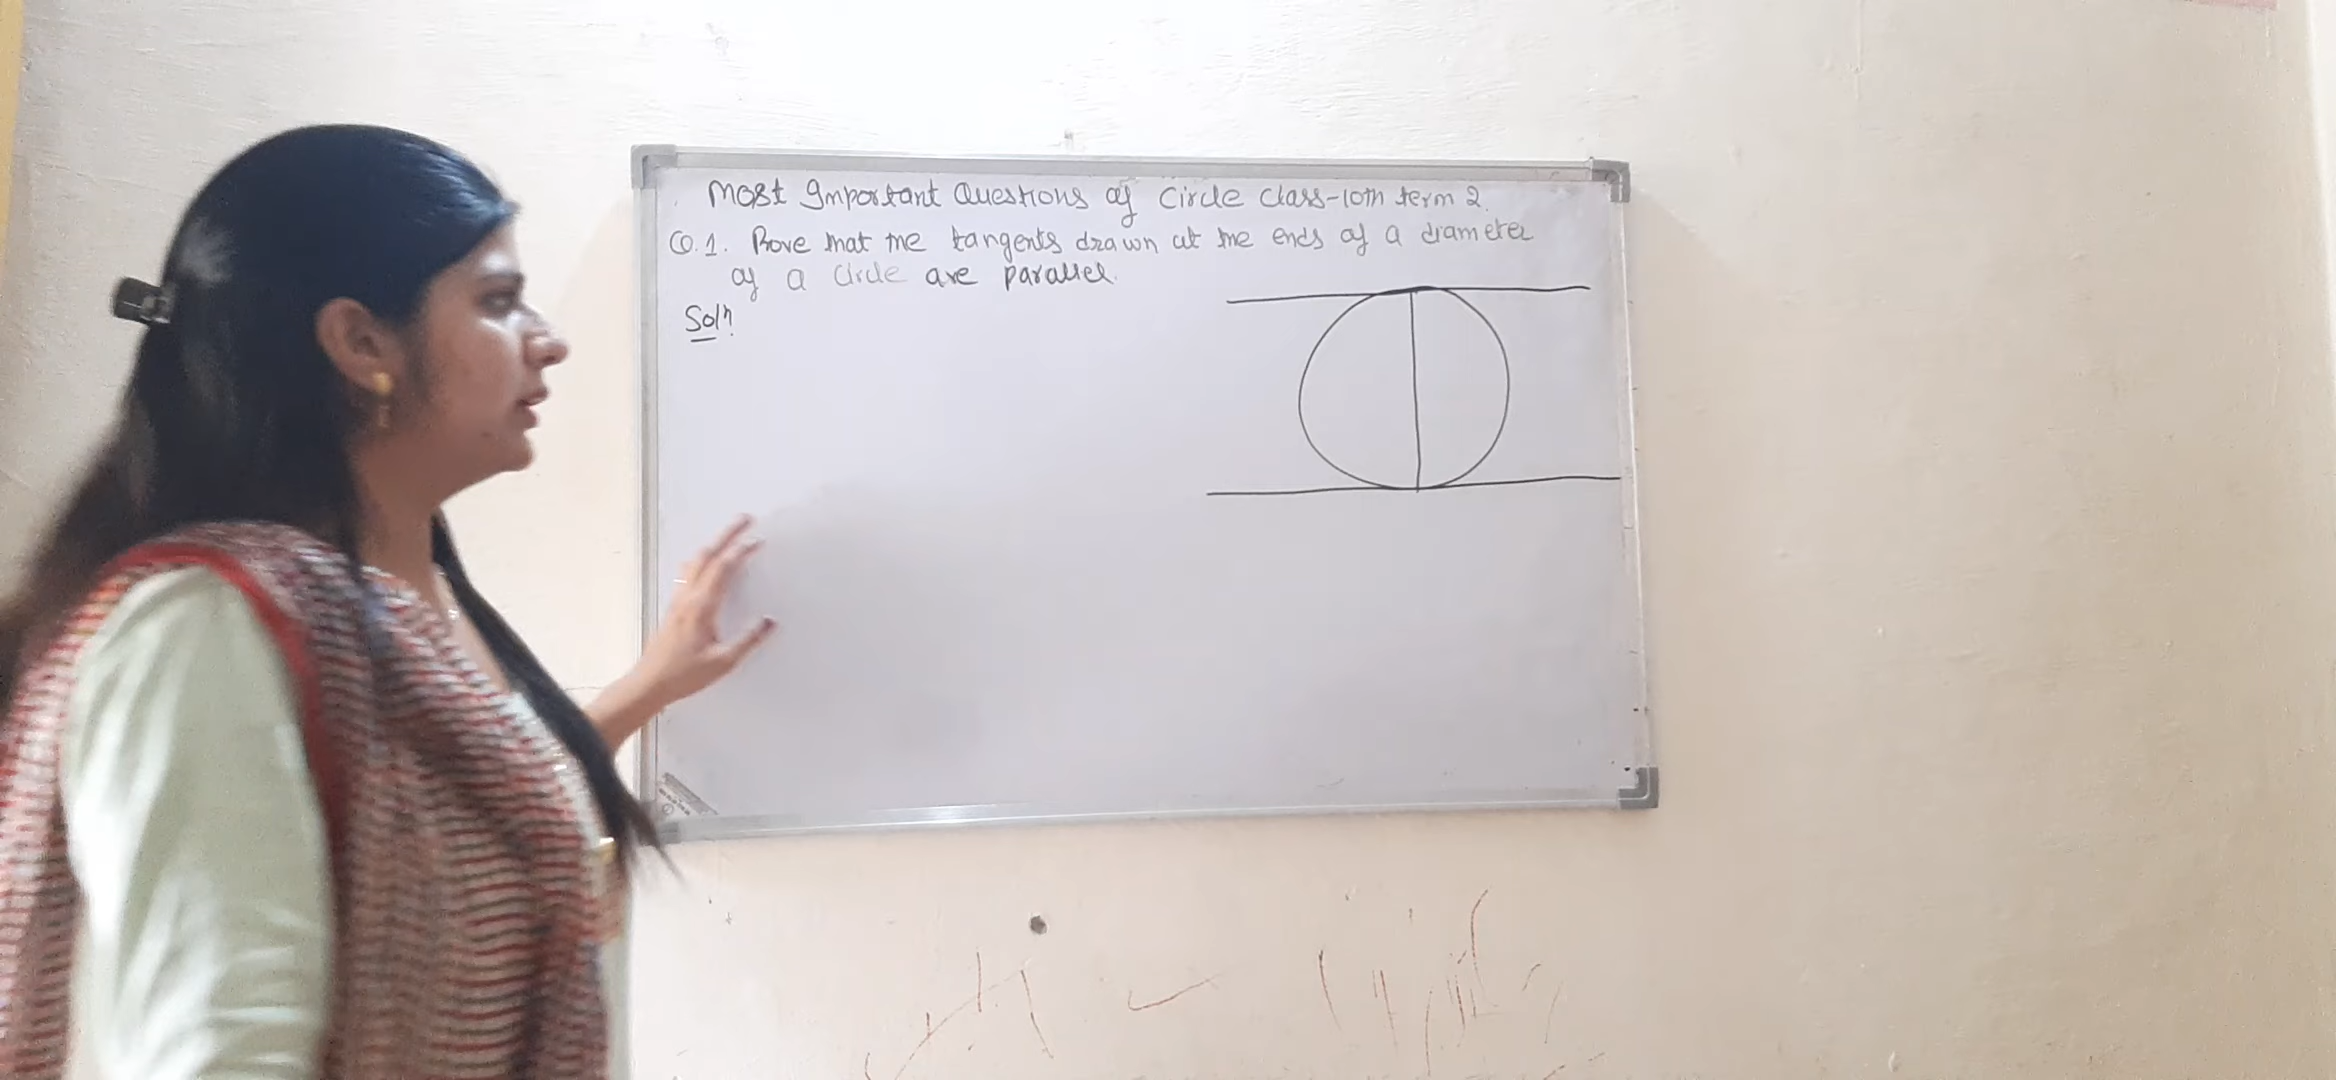 Most Important Questions of Circle Class-10th term 2.
Q.1. Prove that the tangents drawn at the ends of a diameter
of a circle are parallel.
Soln